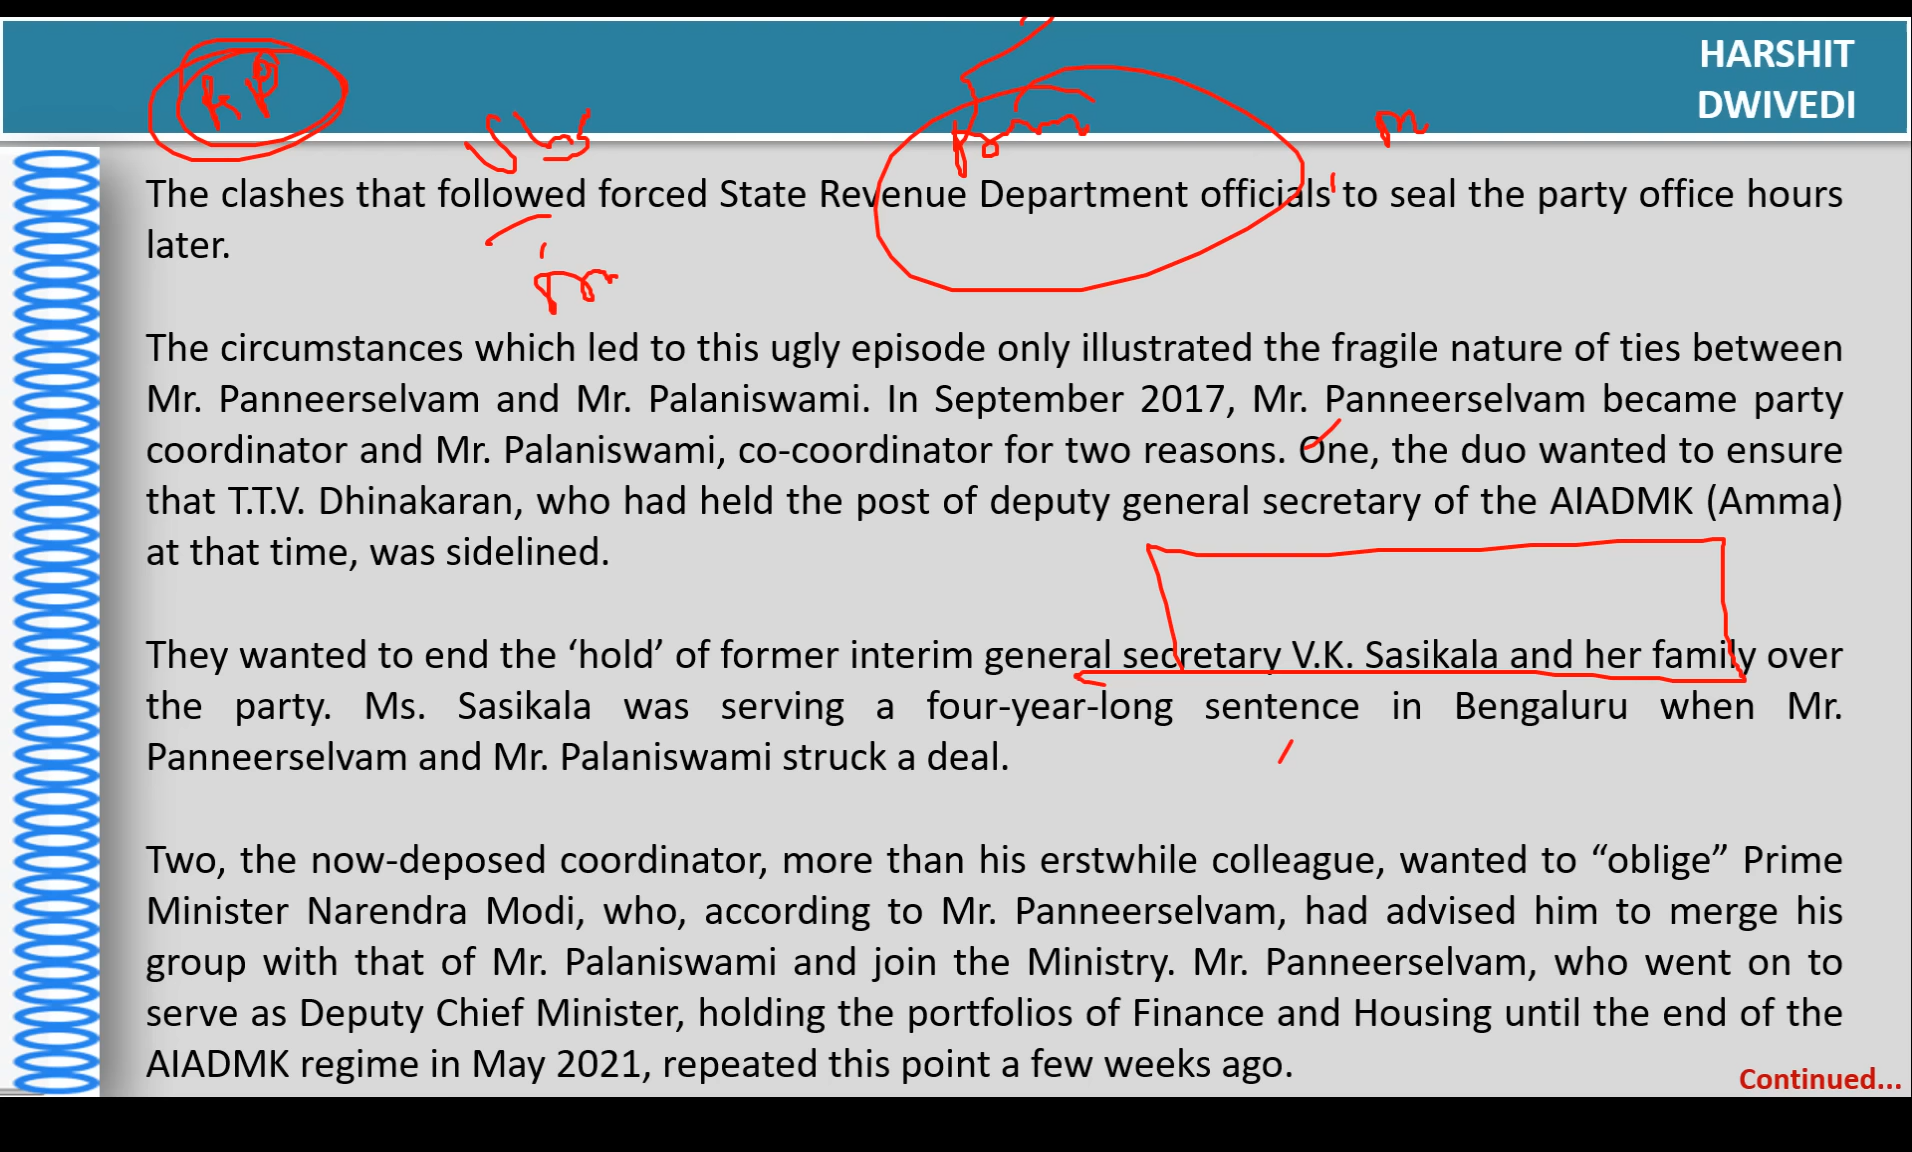 HARSHIT
DWIVEDI
KP
The clashes that followed forced State Revenue Department officials to seal the party office hours
later.
The circumstances which led to this ugly episode only illustrated the fragile nature of ties between
Mr. Panneerselvam and Mr. Palaniswami. In September 2017, Mr. Panneerselvam became party
coordinator and Mr. Palaniswami, co-coordinator for two reasons. One, the duo wanted to ensure
that T.T.V. Dhinakaran, who had held the post of deputy general secretary of the AIADMK (Amma)
at that time, was sidelined.
They wanted to end the ‘hold’ of former interim general secretary V.K. Sasikala and her family over
the party. Ms. Sasikala was serving a four-year-long sentence in Bengaluru when Mr.
Panneerselvam and Mr. Palaniswami struck a deal.
Two, the now-deposed coordinator, more than his erstwhile colleague, wanted to “oblige” Prime
Minister Narendra Modi, who, according to Mr. Panneerselvam, had advised him to merge his
group with that of Mr. Palaniswami and join the Ministry. Mr. Panneerselvam, who went on to
serve as Deputy Chief Minister, holding the portfolios of Finance and Housing until the end of the
AIADMK regime in May 2021, repeated this point a few weeks ago.
Continued...